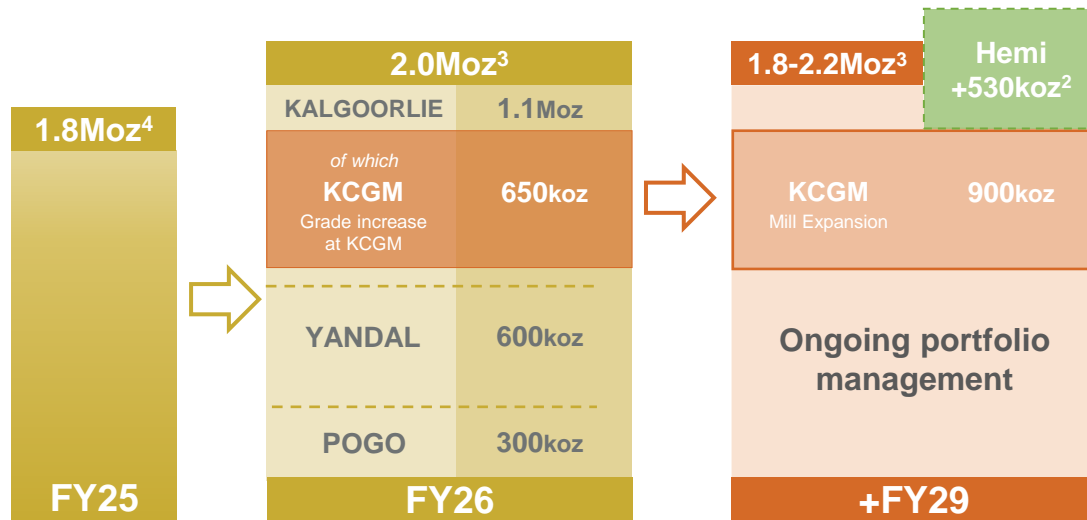 1.8Moz4
FY25
2.0Moz3
KALGOORLIE 1.1Moz
of which
KCGM 650koz
Grade increase
at KCGM
YANDAL 600koz
POGO 300koz
FY26
1.8-2.2Moz3
Hemi
+530koz2
KCGM 900koz
Mill Expansion
Ongoing portfolio
management
+FY29